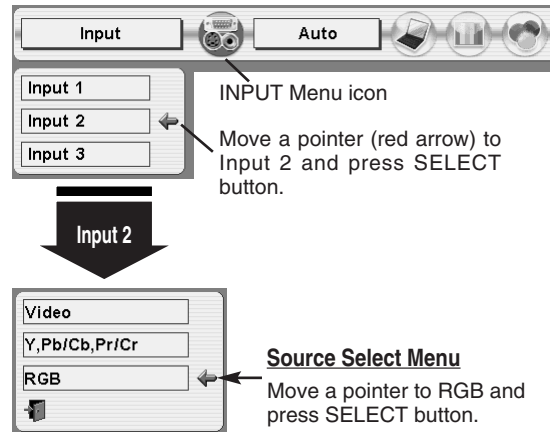 Input
Auto
Input 1
Input 2
Input 3
INPUT Menu icon
Move a pointer (red arrow) to
Input 2 and press SELECT
button.
Input 2
Video
Y,Pb/Cb,Pr/Cr
RGB
Source Select Menu
Move a pointer to RGB and
press SELECT button.